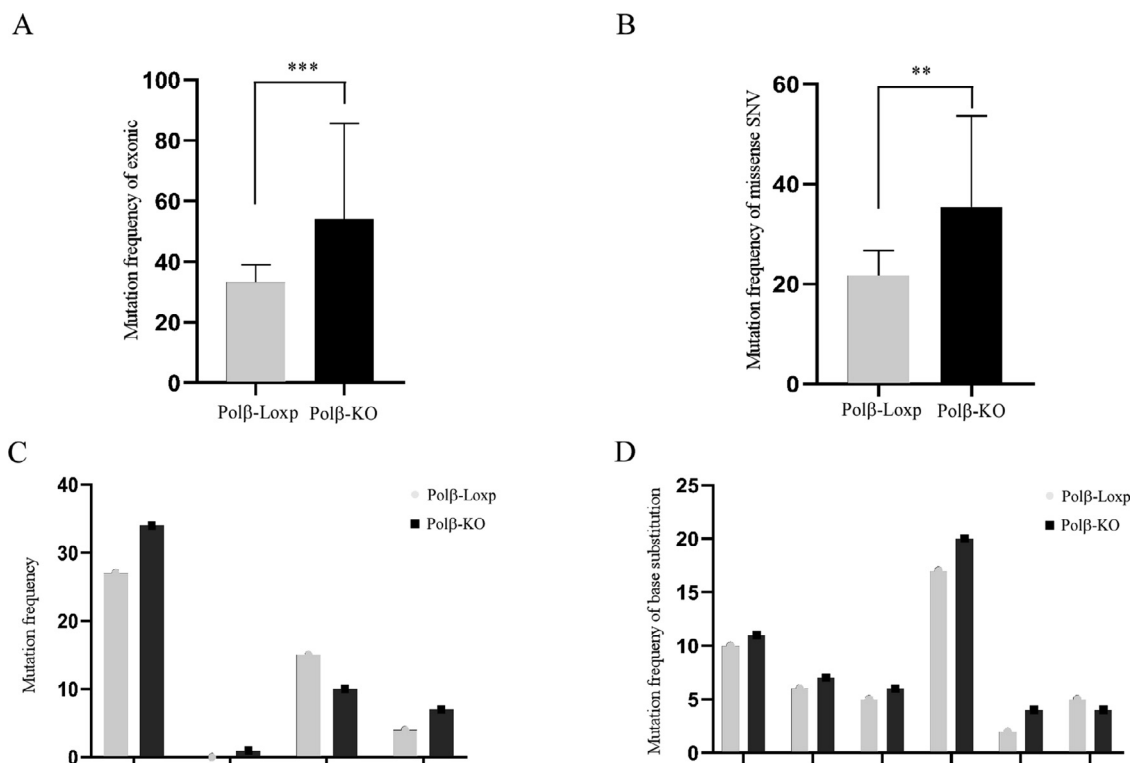 A
***
100
80
60
40
20
0
Mutation frequency of exonic
Polβ-Loxp Polβ-KO
B
**
60
40
20
0
Mutation frequency of missense SNV
Polβ-Loxp Polβ-KO
C
40
30
20
10
0
Mutation frequency
Polβ-Loxp
Polβ-KO
D
25
20
15
10
5
0
Mutation frequeny of base substitution
Polβ-Loxp
Polβ-KO